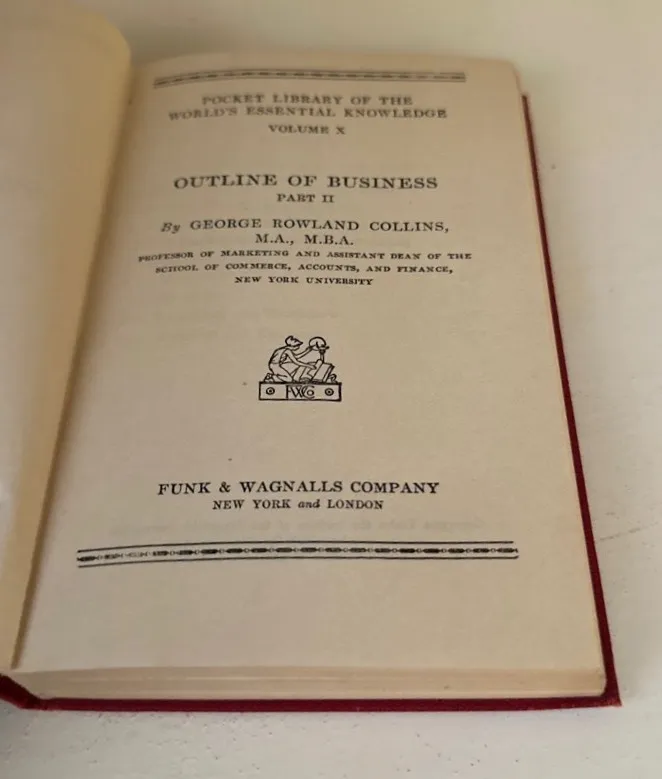 POCKET LIBRARY OF THE
WORLD'S ESSENTIAL KNOWLEDGE
VOLUME X
OUTLINE OF BUSINESS
PART II
By GEORGE ROWLAND COLLINS,
M.A., M.B.A.
PROFESSOR OF MARKETING AND ASSISTANT DEAN OF THE
SCHOOL OF COMMERCE, ACCOUNTS, AND FINANCE,
NEW YORK UNIVERSITY
FWCo
FUNK & WAGNALLS COMPANY
NEW YORK and LONDON